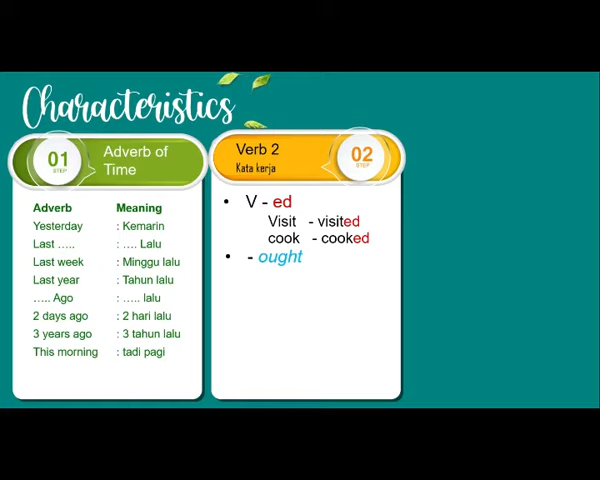 Characteristics
01
STEP
Adverb of
Time
Adverb Meaning
Yesterday : Kemarin
Last ….. : …. Lalu
Last week : Minggu lalu
Last year : Tahun lalu
….. Ago : ….. lalu
2 days ago : 2 hari lalu
3 years ago : 3 tahun lalu
This morning : tadi pagi
Verb 2
Kata kerja
02
STEP
• V - ed
Visit - visited
cook - cooked
• - ought